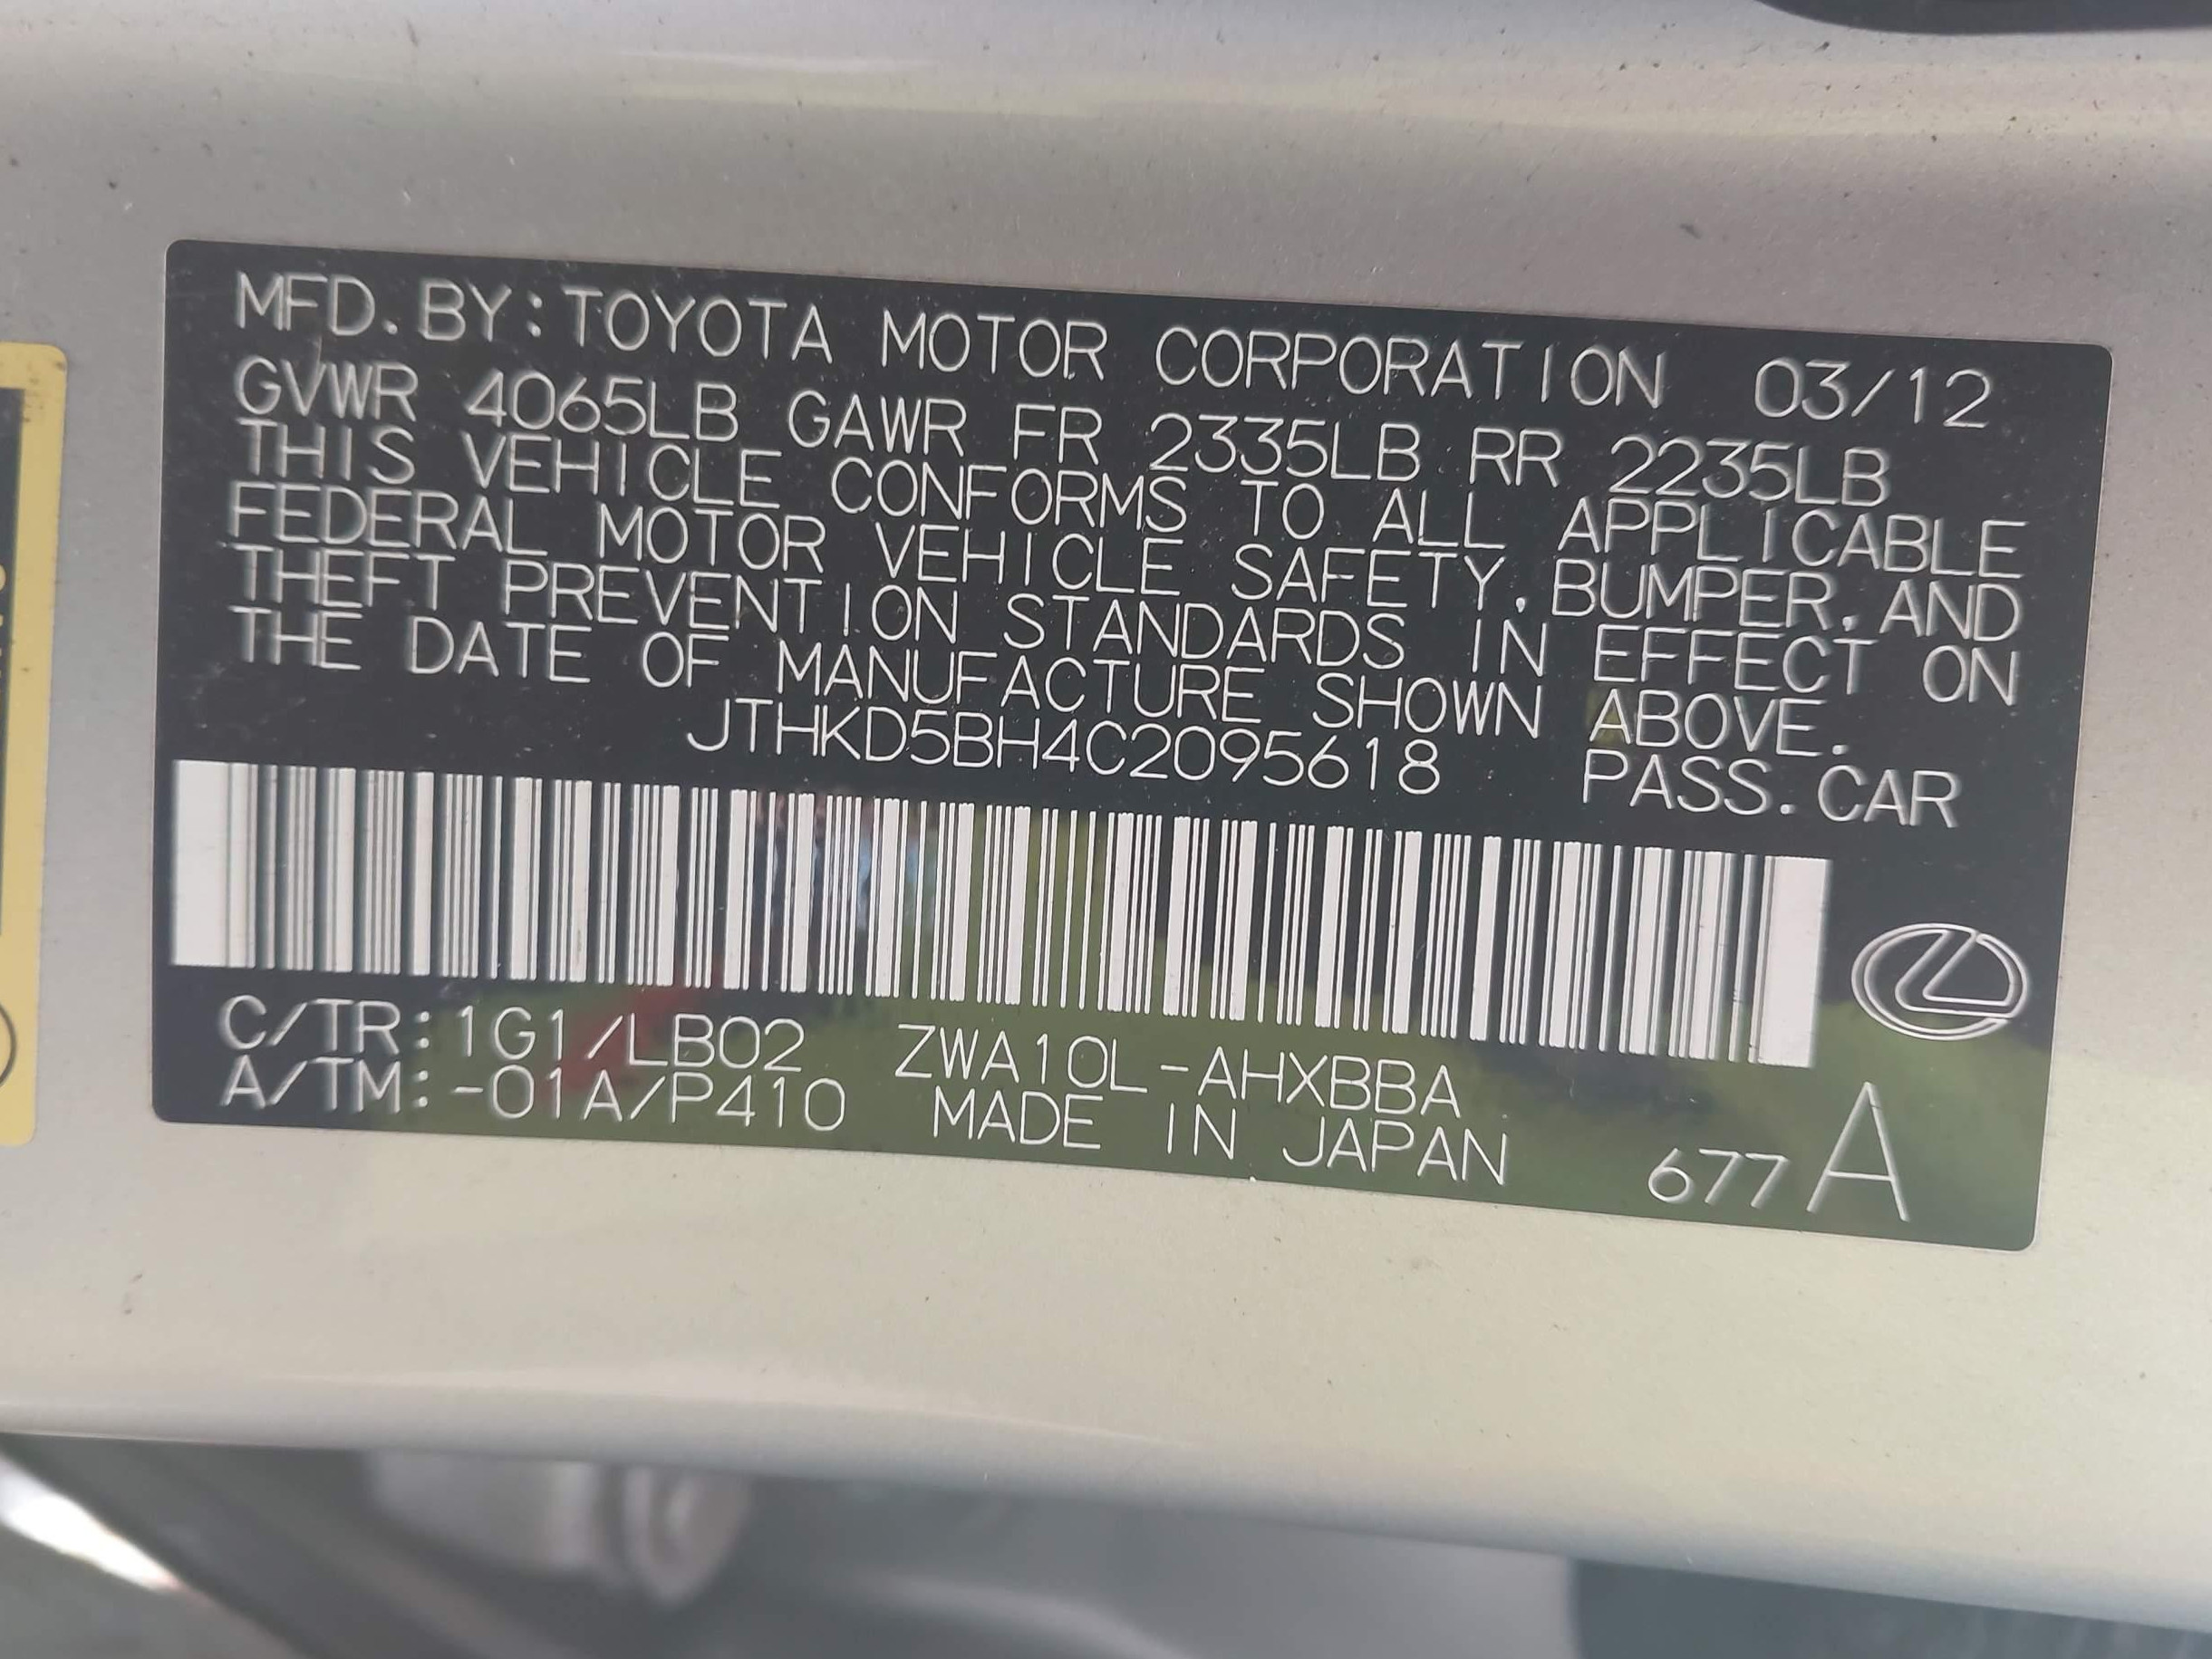 MFD. BY: TOYOTA MOTOR CORPORATION 03/12
GVWR 4065LB GAWR FR 2335LB RR 2235LB
THIS VEHICLE CONFORMS TO ALL APPLICABLE
FEDERAL MOTOR VEHICLE SAFETY, BUMPER, AND
THEFT PREVENTION STANDARDS IN EFFECT ON
THE DATE OF MANUFACTURE SHOWN ABOVE.
JTHKD5BH4C2095618 PASS. CAR
C/TR: 1G1/LB02 ZWA10L-AHXBBA
A/TM: -01A/P410 MADE IN JAPAN 677 A